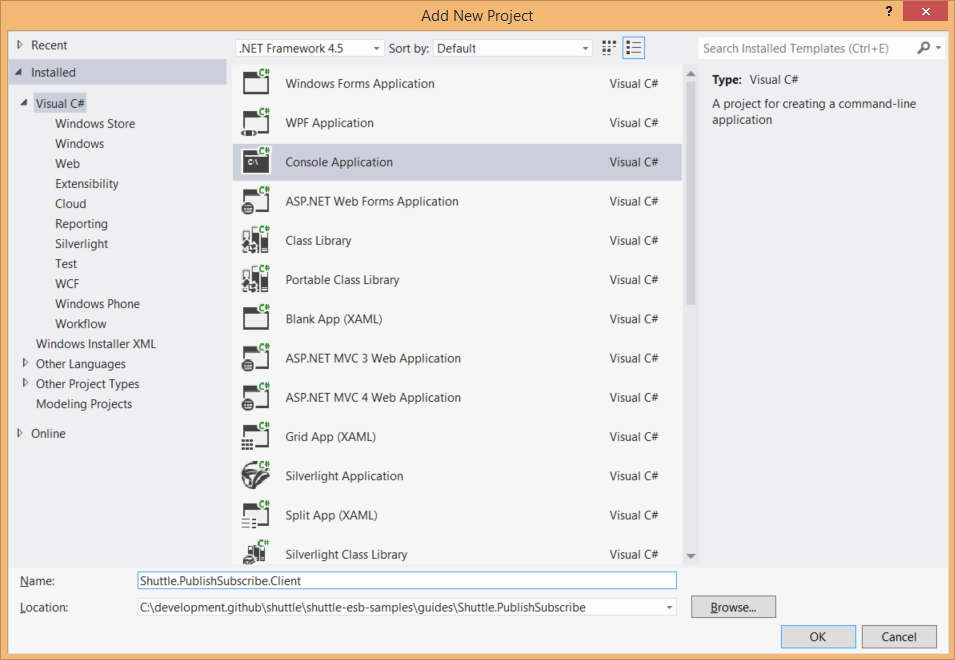 Add New Project
?
Recent
Installed
Visual C#
Windows Store
Windows
Web
Extensibility
Cloud
Reporting
Silverlight
Test
WCF
Windows Phone
Workflow
Windows Installer XML
Other Languages
Other Project Types
Modeling Projects
Online
.NET Framework 4.5 Sort by: Default
C# Windows Forms Application Visual C#
C# WPF Application Visual C#
C# C:\ Console Application Visual C#
C# ASP.NET Web Forms Application Visual C#
C# Class Library Visual C#
C# Portable Class Library Visual C#
C# Blank App (XAML) Visual C#
C# ASP.NET MVC 3 Web Application Visual C#
C# ASP.NET MVC 4 Web Application Visual C#
C# Grid App (XAML) Visual C#
C# Silverlight Application Visual C#
C# Split App (XAML) Visual C#
C# Silverlight Class Library Visual C#
Search Installed Templates (Ctrl+E)
Type: Visual C#
A project for creating a command-line
application
Name: Shuttle.PublishSubscribe.Client
Location: C:\development.github\shuttle\shuttle-esb-samples\guides\Shuttle.PublishSubscribe Browse...
OK Cancel